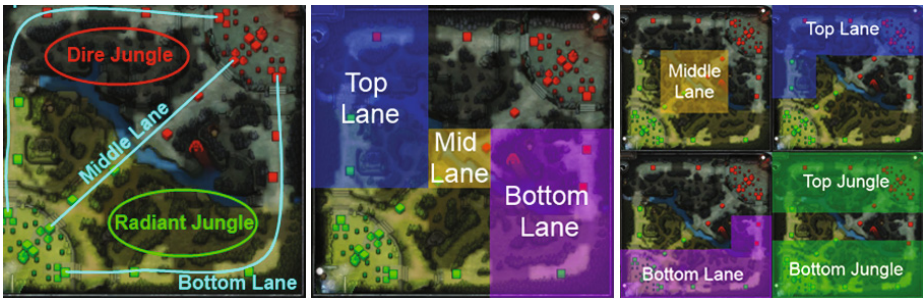 Dire Jungle
Middle Lane
Radiant Jungle
Bottom Lane
Top
Lane
Mid
Lane
Bottom
Lane
Middle
Lane
Top Lane
Bottom Lane
Top Jungle
Bottom Jungle